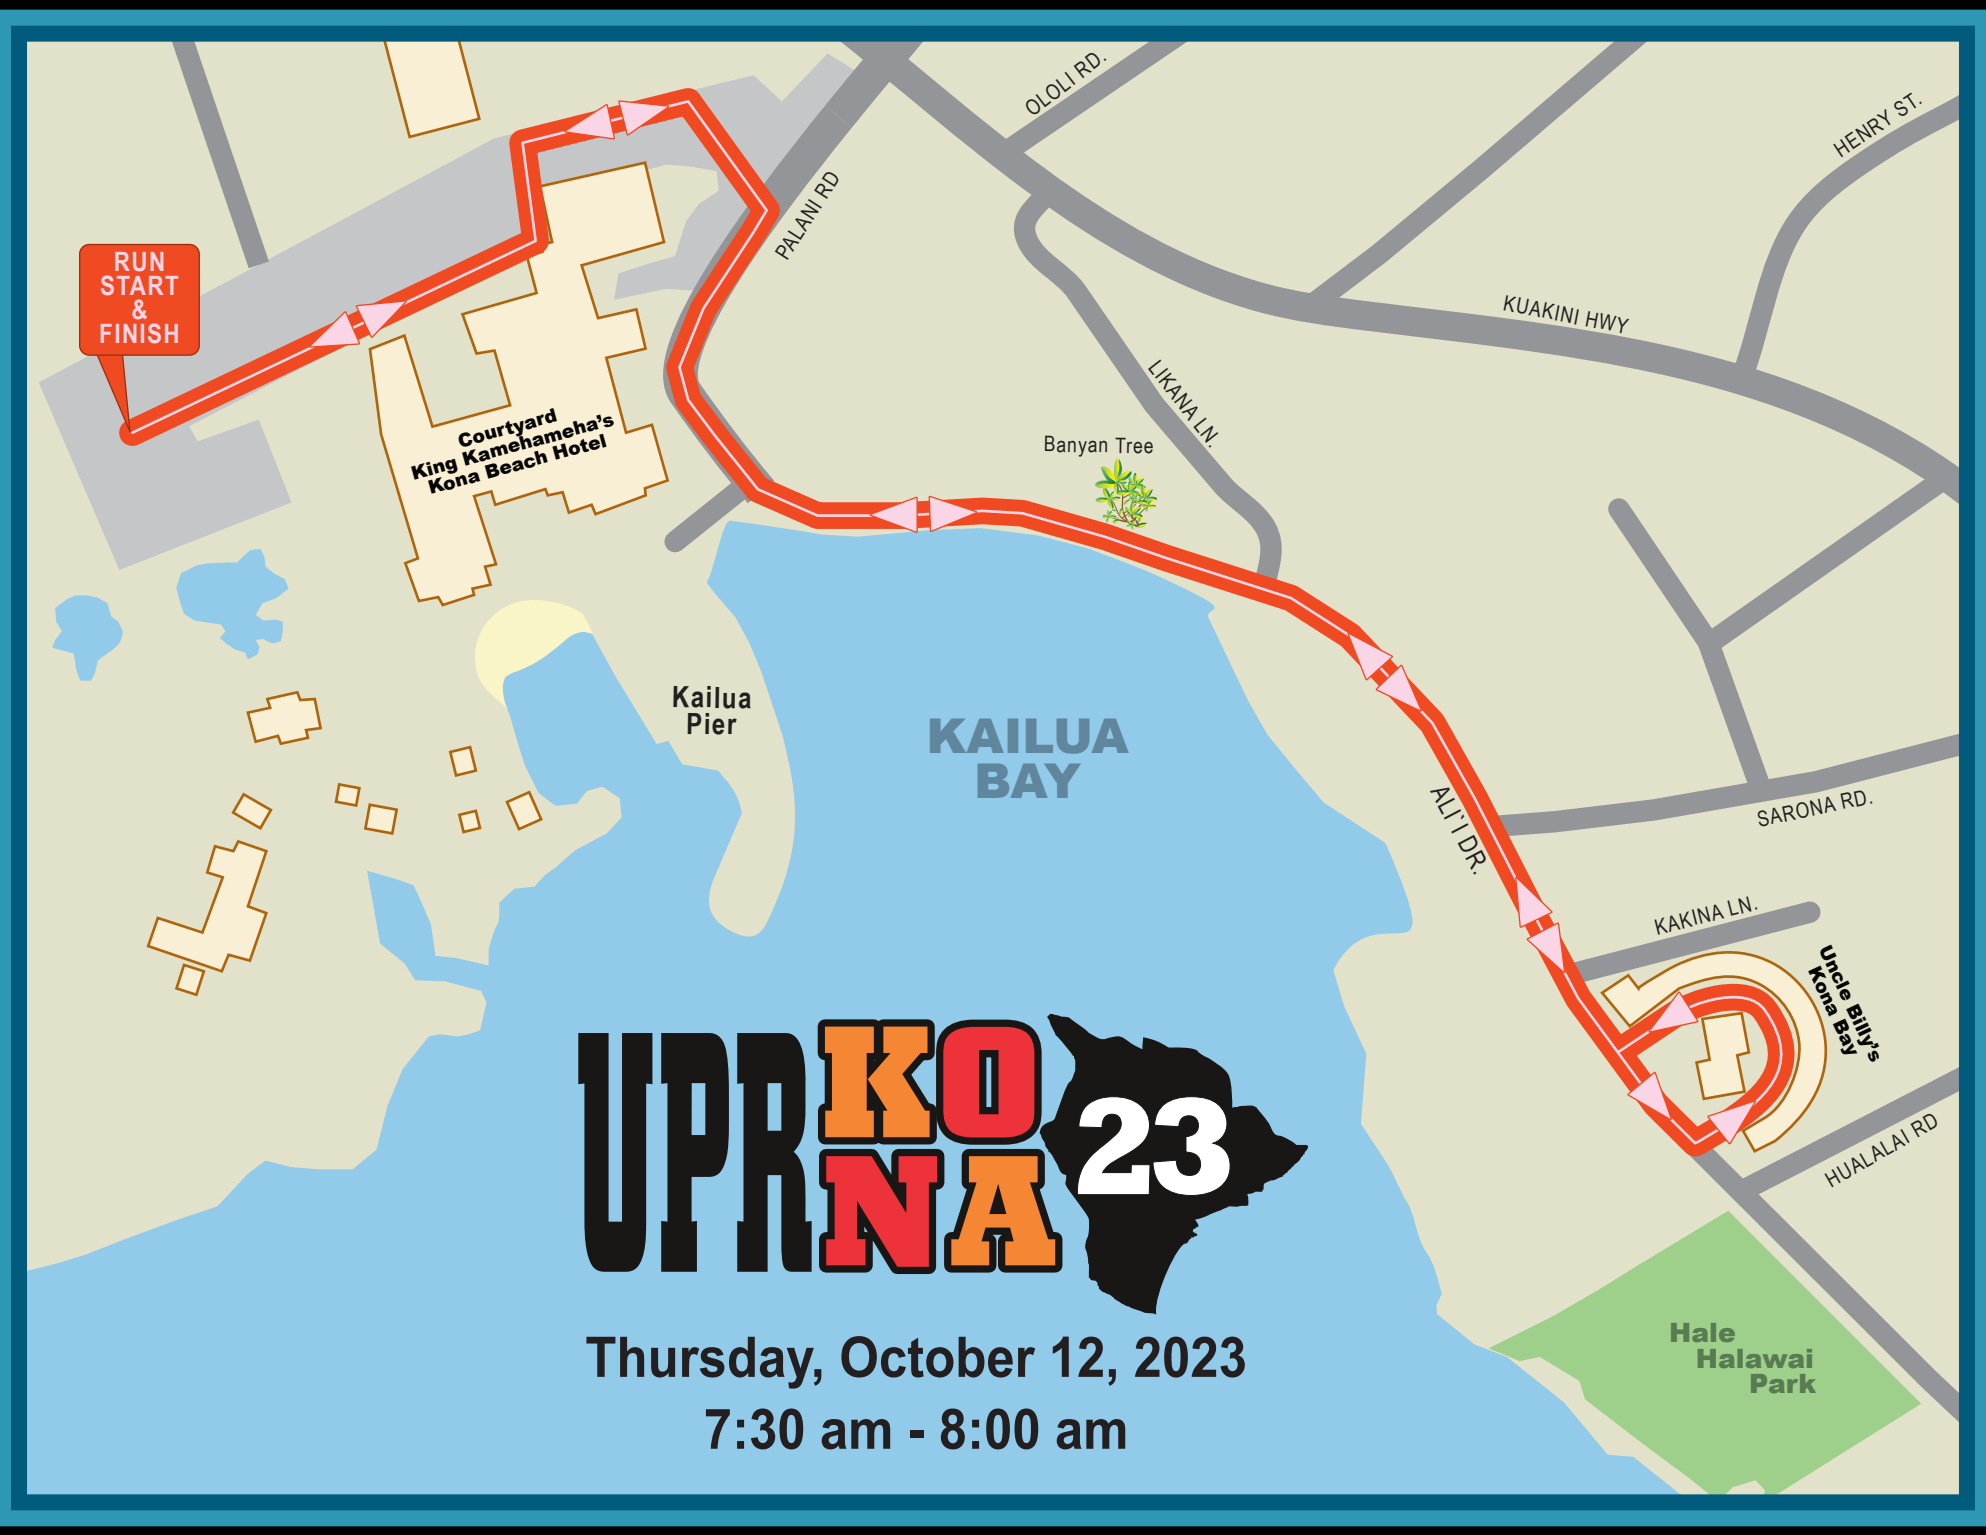 OLOLI RD.
HENRY ST.
PALANI RD
RUN
START
&
FINISH
KUAKINI HWY
LIKANA LN.
Courtyard
King Kamehameha's
Kona Beach Hotel
Banyan Tree
Kailua
Pier
KAILUA
BAY
ALI`I DR.
SARONA RD.
KAKINA LN.
Uncle Billy's
Kona Bay
HUALALAI RD
UPR
KO
NA
23
Hale
Halawai
Park
Thursday, October 12, 2023
7:30 am - 8:00 am